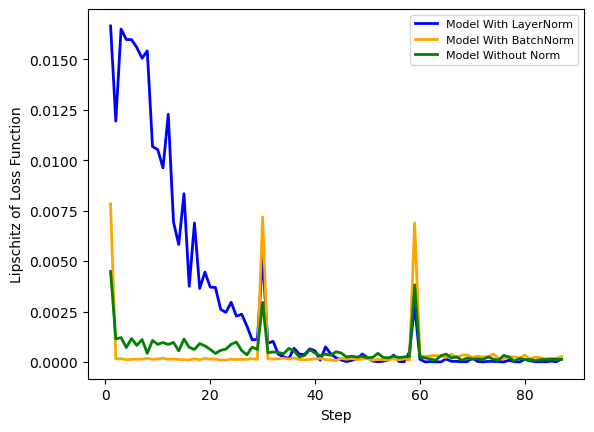 Model With LayerNorm
Model With BatchNorm
Model Without Norm
0.0150
0.0125
0.0100
0.0075
0.0050
0.0025
0.0000
Lipschitz of Loss Function
0 20 40 60 80
Step